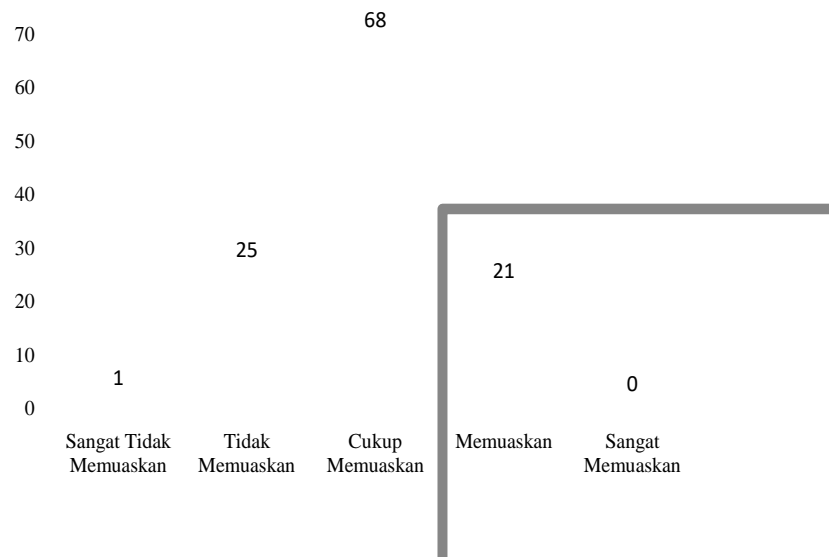 70
68
60
50
40
30
25
21
20
10
1
0
0
Sangat Tidak
Memuaskan
Tidak
Memuaskan
Cukup
Memuaskan
Memuaskan
Sangat
Memuaskan